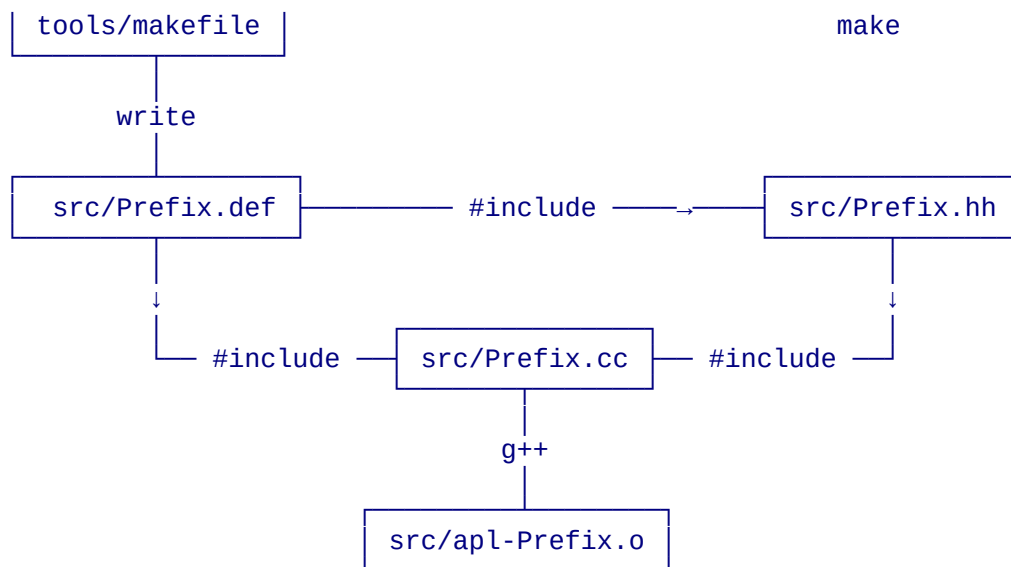 tools/makefile make
write
src/Prefix.def #include → src/Prefix.hh
↓ ↓
#include src/Prefix.cc #include
g++
src/apl-Prefix.o